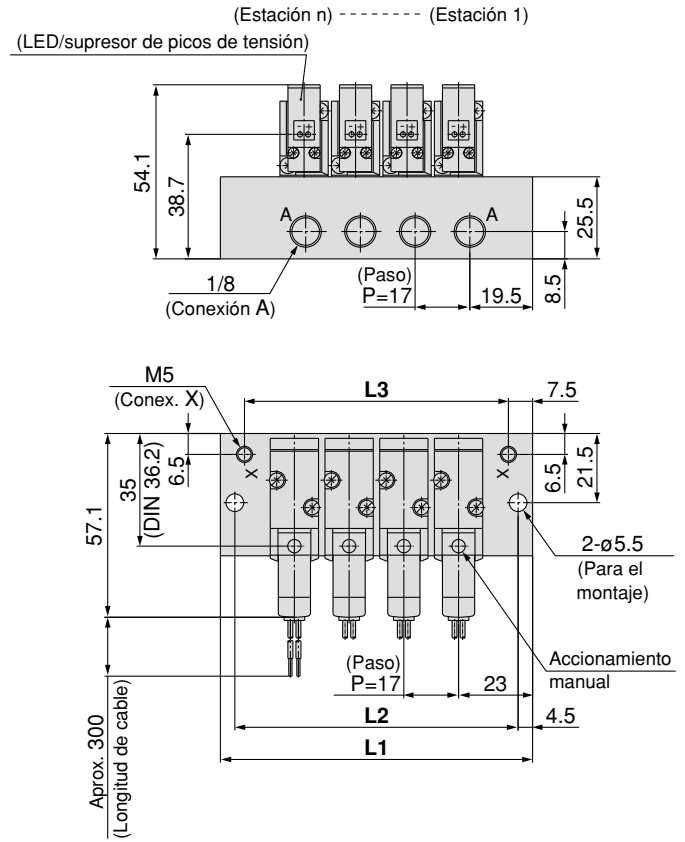 (Estación n) - - - - - - - (Estación 1)
(LED/supresor de picos de tensión)
54.1
38.7
A
A
25.5
8.5
1/8
(Conexión A)
(Paso)
P=17
19.5
M5
(Conex. X)
L3
7.5
6.5
35
(DIN 36.2)
57.1
X
X
6.5
21.5
2-ø5.5
(Para el
montaje)
(Paso)
P=17
23
Accionamiento
manual
L2
4.5
L1
Aprox. 300
(Longitud de cable)